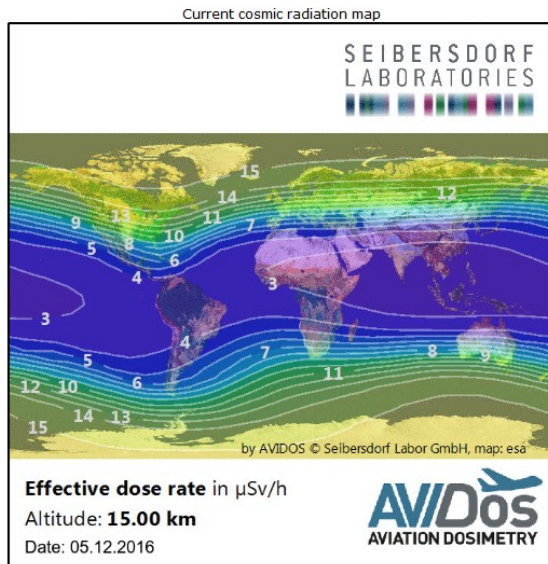 Current cosmic radiation map
SEIBERSDORF
LABORATORIES
15
14
12
13
9
11
7
8
10
5
6
4
3
3
4
7
8
5
9
6
11
12
10
14
13
15
by AVIDOS © Seibersdorf Labor GmbH, map: esa
Effective dose rate in μSv/h
Altitude: 15.00 km
Date: 05.12.2016
AVIDOS
AVIATION DOSIMETRY